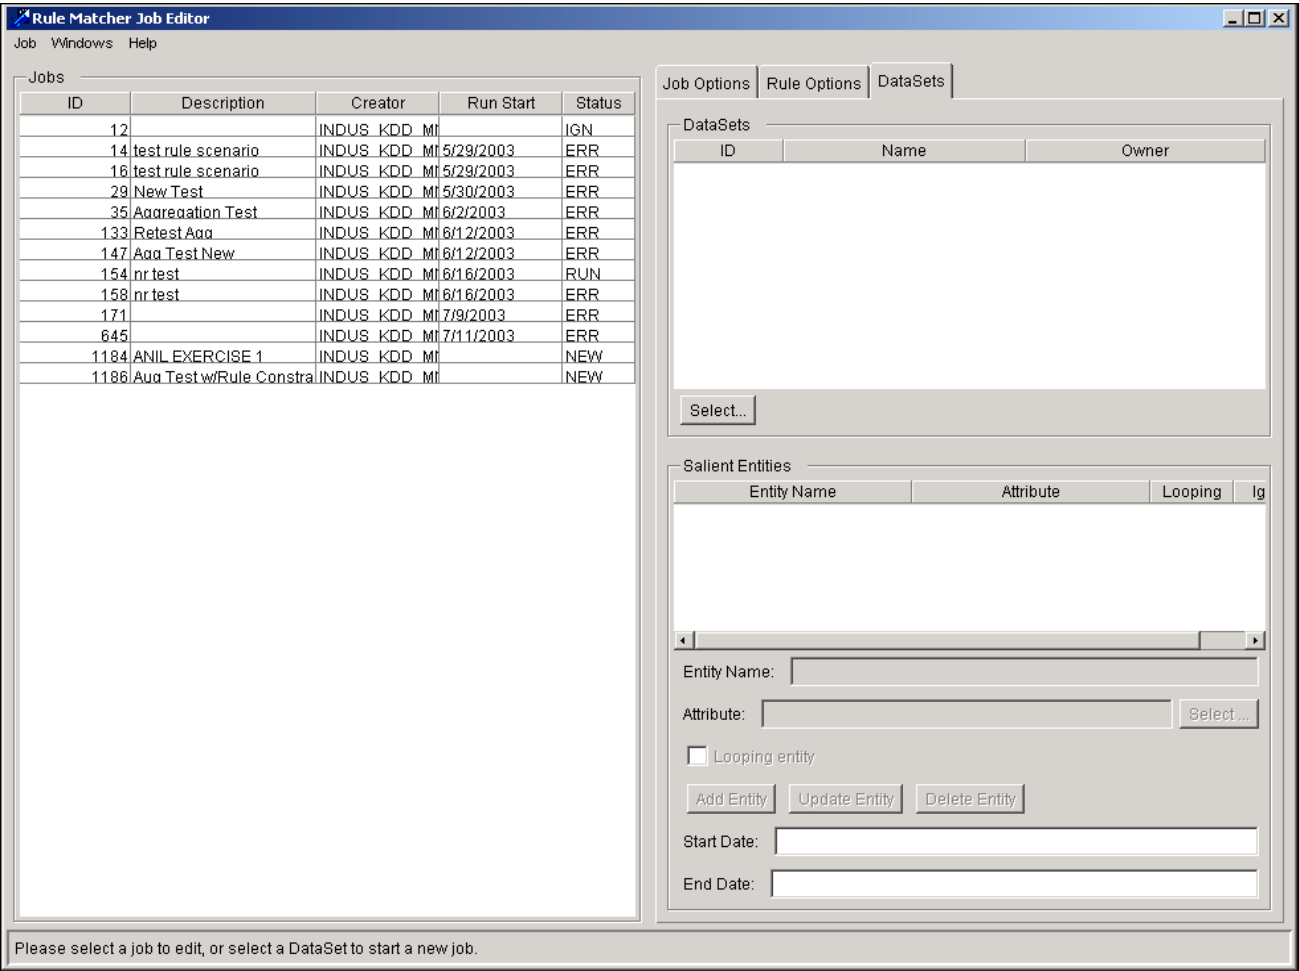 Rule Matcher Job Editor
Job Windows Help
Jobs
ID Description Creator Run Start Status
12 INDUS_KDD_MI IGN
14 test rule scenario INDUS_KDD_MI 5/29/2003 ERR
16 test rule scenario INDUS_KDD_MI 5/29/2003 ERR
29 New Test INDUS_KDD_MI 5/30/2003 ERR
35 Aggregation Test INDUS_KDD_MI 6/2/2003 ERR
133 Retest Agg INDUS_KDD_MI 6/12/2003 ERR
147 Agg Test New INDUS_KDD_MI 6/12/2003 ERR
154 nr test INDUS_KDD_MI 6/16/2003 RUN
158 nr test INDUS_KDD_MI 6/16/2003 ERR
171 INDUS_KDD_MI 7/9/2003 ERR
645 INDUS_KDD_MI 7/11/2003 ERR
1184 ANIL EXERCISE 1 INDUS_KDD_MI NEW
1186 Aug Test w/Rule Constra INDUS_KDD_MI NEW
Job Options Rule Options DataSets
DataSets
ID Name Owner
Select...
Salient Entities
Entity Name Attribute Looping Ig
Entity Name:
Attribute: Select ...
Looping entity
Add Entity Update Entity Delete Entity
Start Date:
End Date:
Please select a job to edit, or select a DataSet to start a new job.